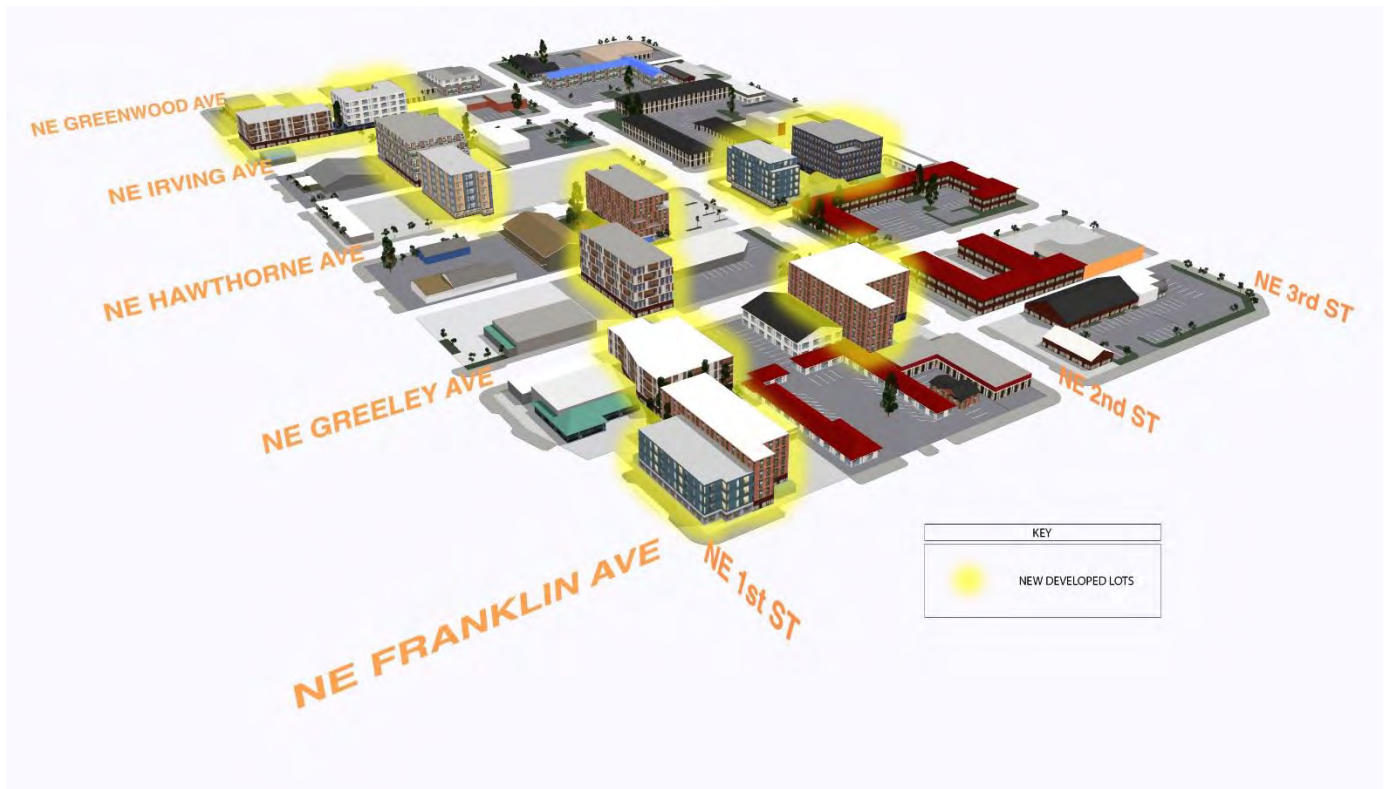 NE GREENWOOD AVE
NE IRVING AVE
NE HAWTHORNE AVE
NE 3rd ST
NE GREELEY AVE
NE 2nd ST
KEY
NEW DEVELOPED LOTS
NE FRANKLIN AVE
NE 1st ST